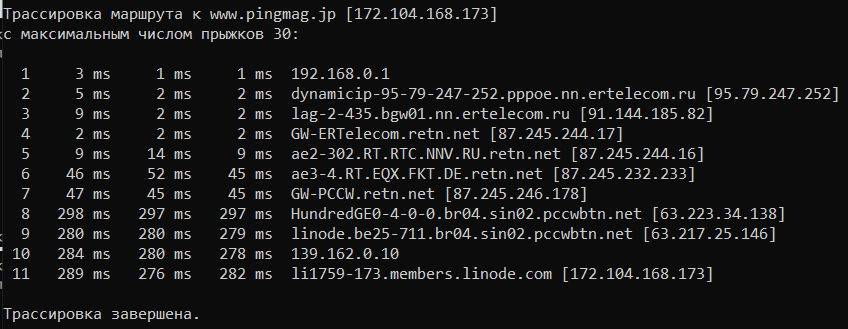 Трассировка маршрута к www.pingmag.jp [172.104.168.173]
с максимальным числом прыжков 30:
1 3 ms 1 ms 1 ms 192.168.0.1
2 5 ms 2 ms 2 ms dynamicip-95-79-247-252.pppoe.nn.ertelecom.ru [95.79.247.252]
3 9 ms 2 ms 2 ms lag-2-435.bgw01.nn.ertelecom.ru [91.144.185.82]
4 2 ms 2 ms 2 ms GW-ERTelecom.retn.net [87.245.244.17]
5 9 ms 14 ms 9 ms ae2-302.RT.RTC.NNV.RU.retn.net [87.245.244.16]
6 46 ms 52 ms 45 ms ae3-4.RT.EQX.FKT.DE.retn.net [87.245.232.233]
7 47 ms 45 ms 45 ms GW-PCCW.retn.net [87.245.246.178]
8 298 ms 297 ms 297 ms HundredGE0-4-0-0.br04.sin02.pccwbtn.net [63.223.34.138]
9 280 ms 280 ms 279 ms linode.be25-711.br04.sin02.pccwbtn.net [63.217.25.146]
10 284 ms 280 ms 278 ms 139.162.0.10
11 289 ms 276 ms 282 ms li1759-173.members.linode.com [172.104.168.173]
Трассировка завершена.